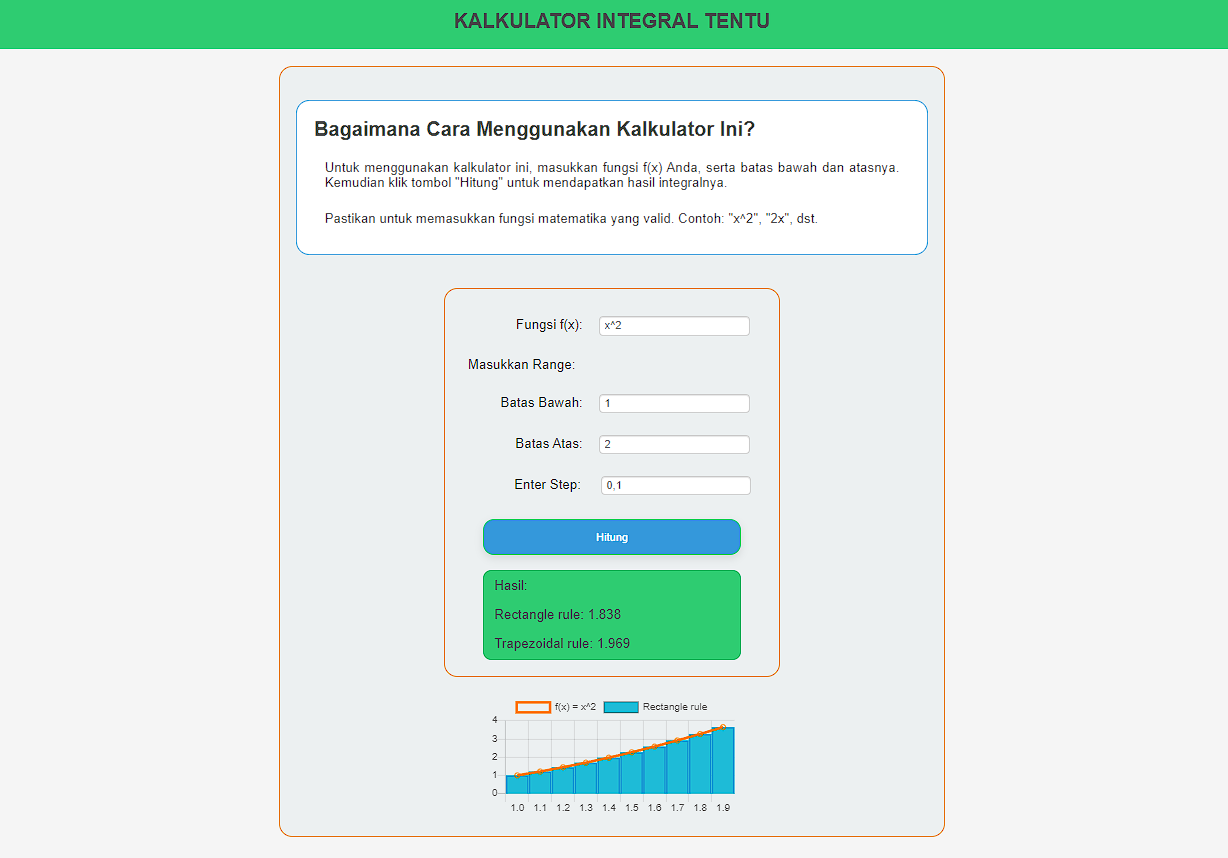 KALKULATOR INTEGRAL TENTU
Bagaimana Cara Menggunakan Kalkulator Ini?
Untuk menggunakan kalkulator ini, masukkan fungsi f(x) Anda, serta batas bawah dan atasnya.
Kemudian klik tombol "Hitung" untuk mendapatkan hasil integralnya.
Pastikan untuk memasukkan fungsi matematika yang valid. Contoh: "x^2", "2x", dst.
Fungsi f(x): x^2
Masukkan Range:
Batas Bawah: 1
Batas Atas: 2
Enter Step: 0,1
Hitung
Hasil:
Rectangle rule: 1.838
Trapezoidal rule: 1.969
f(x) = x^2 Rectangle rule
4
3
2
1
0
1.0 1.1 1.2 1.3 1.4 1.5 1.6 1.7 1.8 1.9